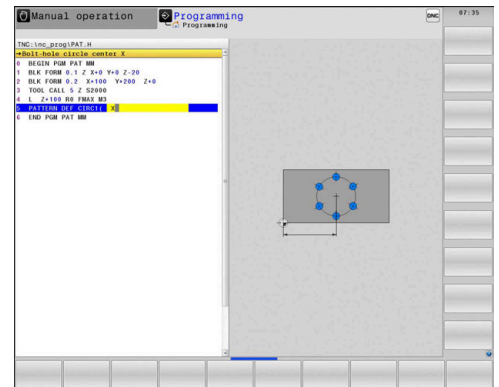 Manual operation
Programming
Programming
DNC
07:35
TNC:\nc_prog\PAT.H
→Bolt-hole circle center X
0 BEGIN PGM PAT MM
1 BLK FORM 0.1 Z X+0 Y+0 Z-20
2 BLK FORM 0.2 X+100 Y+200 Z+0
3 TOOL CALL 5 Z S2000
4 L Z+100 R0 FMAX M3
5 PATTERN DEF CIRC1( X
6 END PGM PAT MM